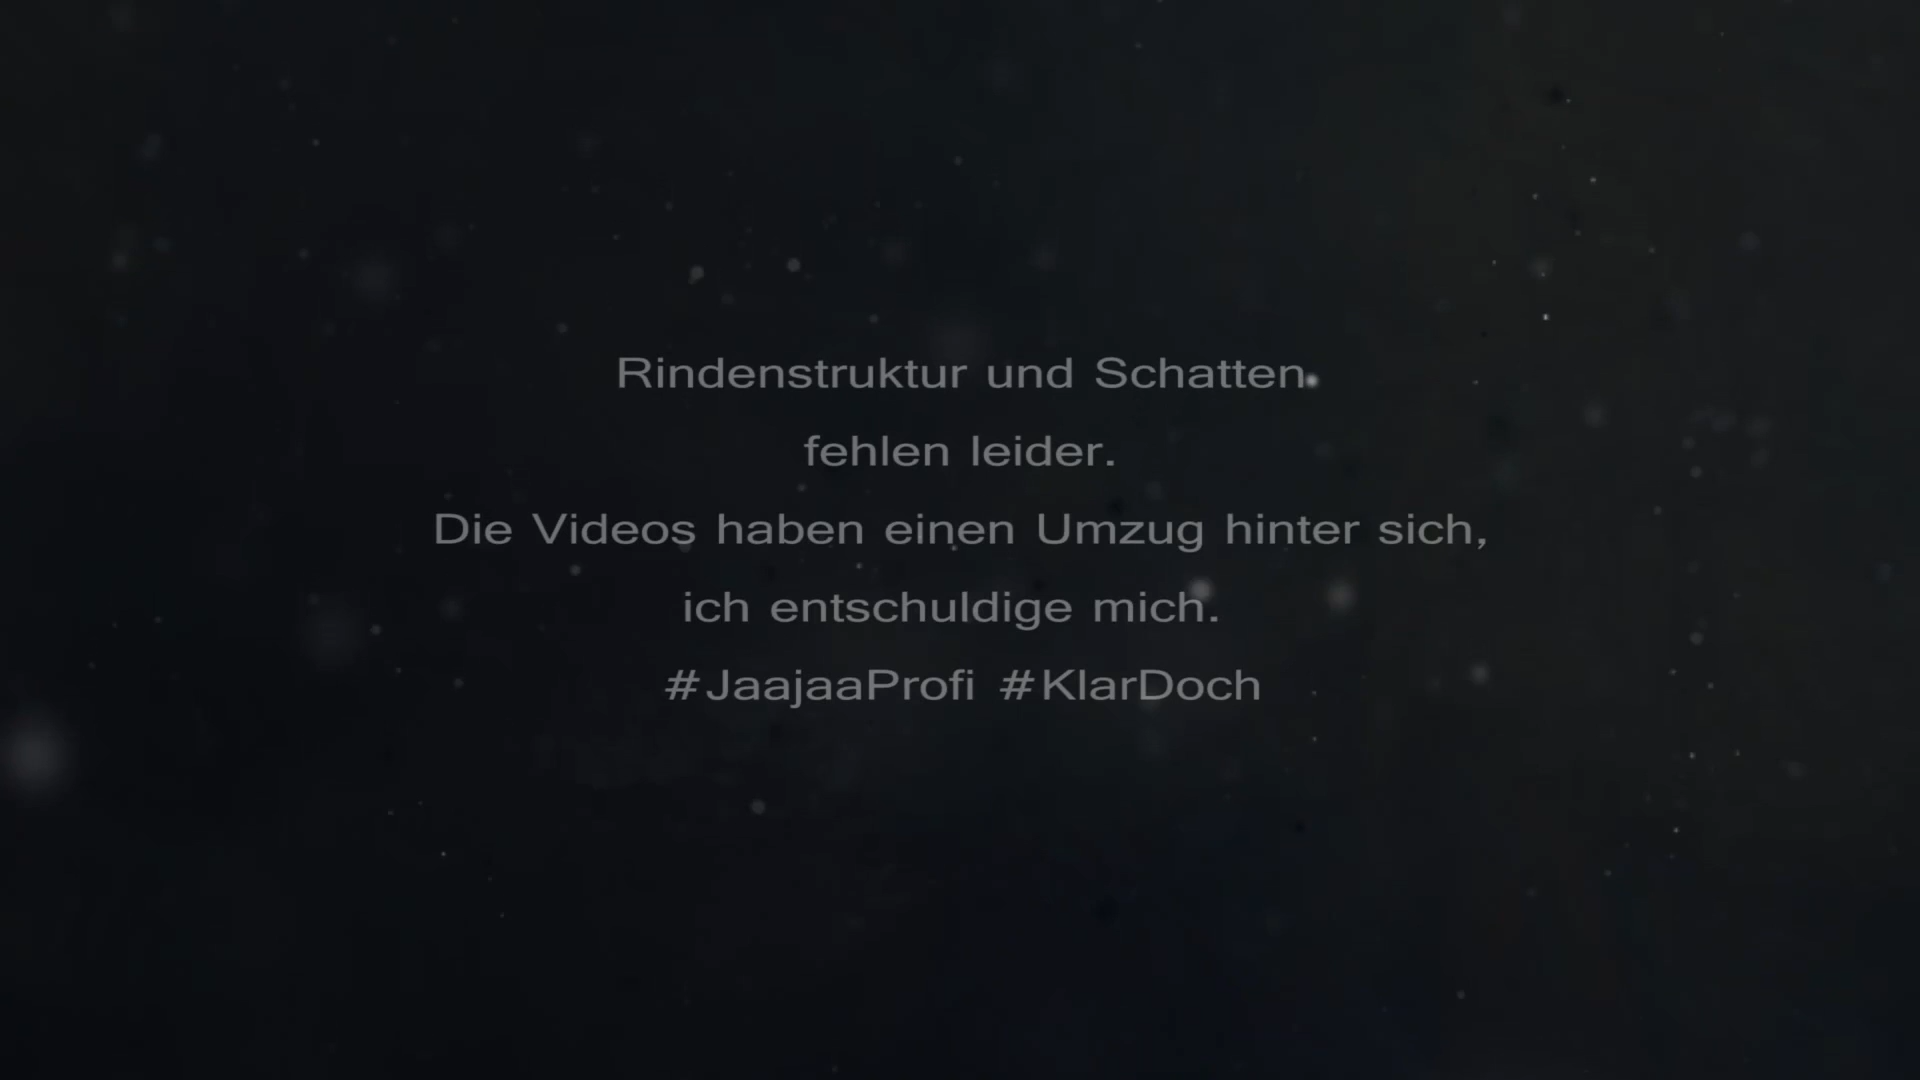 Rindenstruktur und Schatten
fehlen leider.
Die Videos haben einen Umzug hinter sich,
ich entschuldige mich.
#JaajaaProfi #KlarDoch